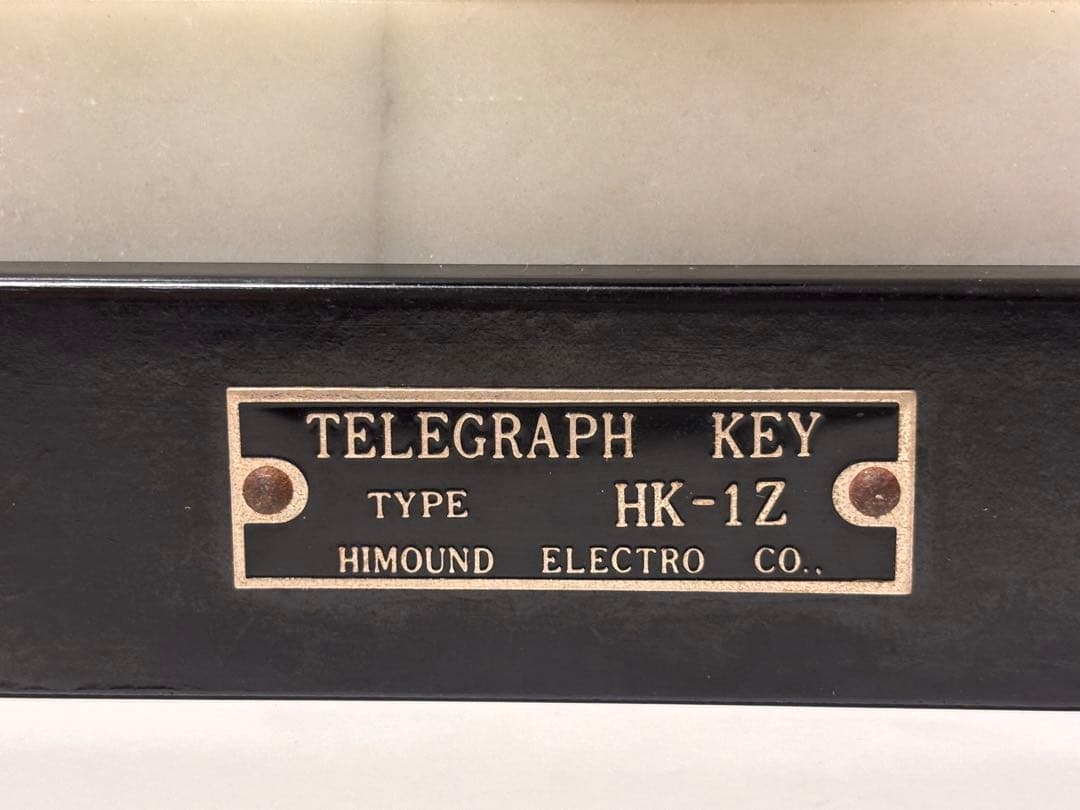 TELEGRAPH KEY
TYPE HK-1Z
HIMOUND ELECTRO CO.,